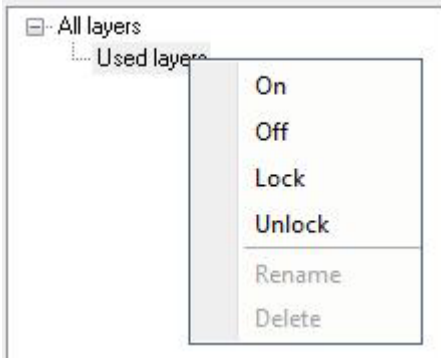 All layers
Used layers
On
Off
Lock
Unlock
Rename
Delete